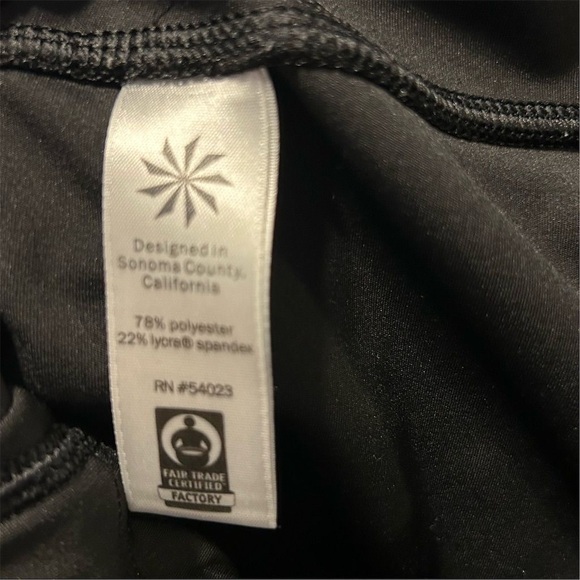 Designed in
Sonoma County,
California
78% polyester
22% lycra® spandex
RN #54023
FAIR TRADE
CERTIFIED
FACTORY